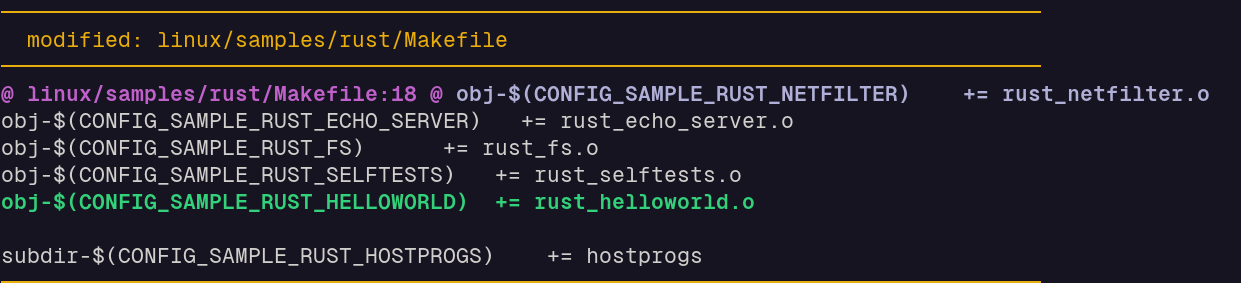 modified: linux/samples/rust/Makefile
@ linux/samples/rust/Makefile:18 @ obj-$(CONFIG_SAMPLE_RUST_NETFILTER)    += rust_netfilter.o
obj-$(CONFIG_SAMPLE_RUST_ECHO_SERVER)   += rust_echo_server.o
obj-$(CONFIG_SAMPLE_RUST_FS)      += rust_fs.o
obj-$(CONFIG_SAMPLE_RUST_SELFTESTS)   += rust_selftests.o
obj-$(CONFIG_SAMPLE_RUST_HELLOWORLD)  += rust_helloworld.o
subdir-$(CONFIG_SAMPLE_RUST_HOSTPROGS)    += hostprogs